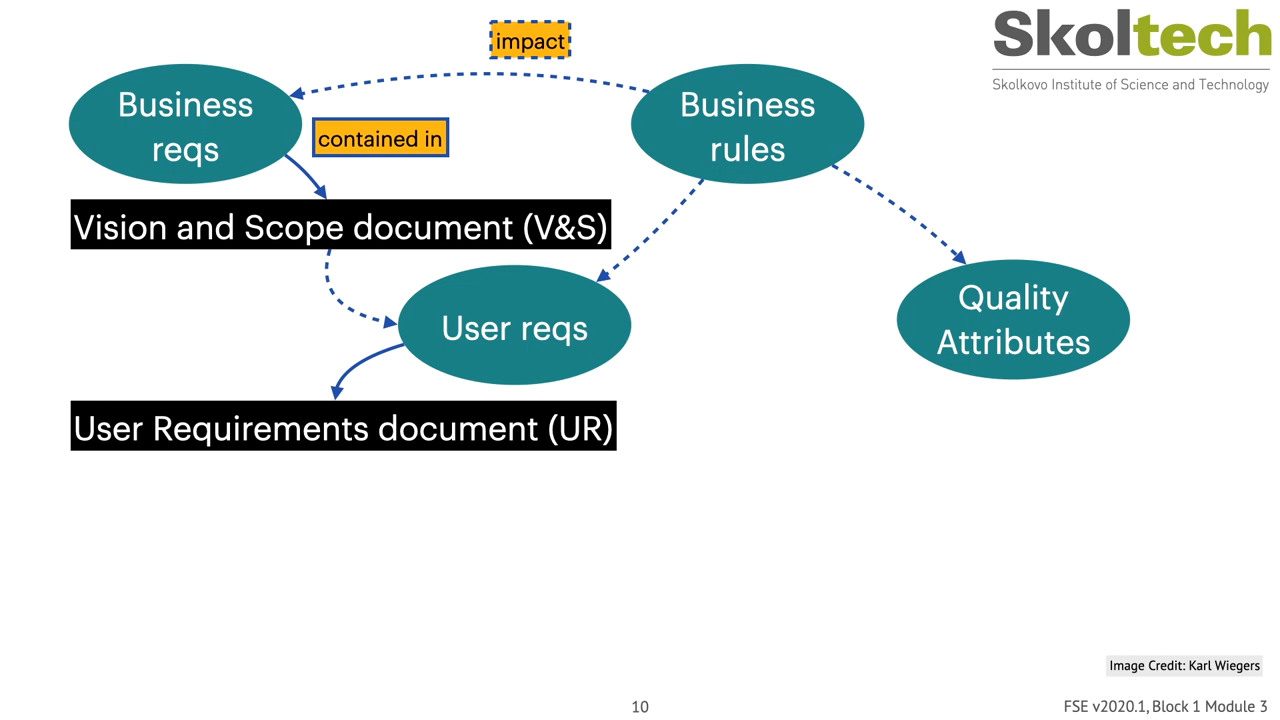 impact
Skoltech
Skolkovo Institute of Science and Technology
Business
reqs
contained in
Business
rules
Vision and Scope document (V&S)
User reqs
Quality
Attributes
User Requirements document (UR)
Image Credit: Karl Wiegers
10
FSE v2020.1, Block 1 Module 3